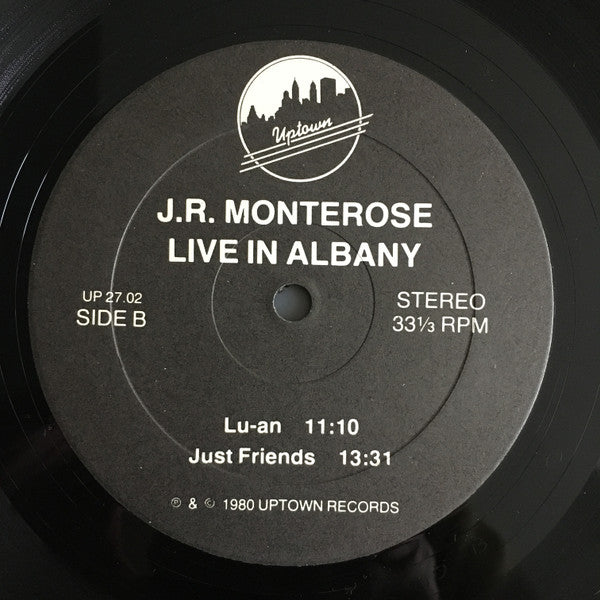 Uptown
J.R. MONTEROSE
LIVE IN ALBANY
UP 27.02
SIDE B
STEREO
33⅓ RPM
Lu-an 11:10
Just Friends 13:31
℗ & © 1980 UPTOWN RECORDS